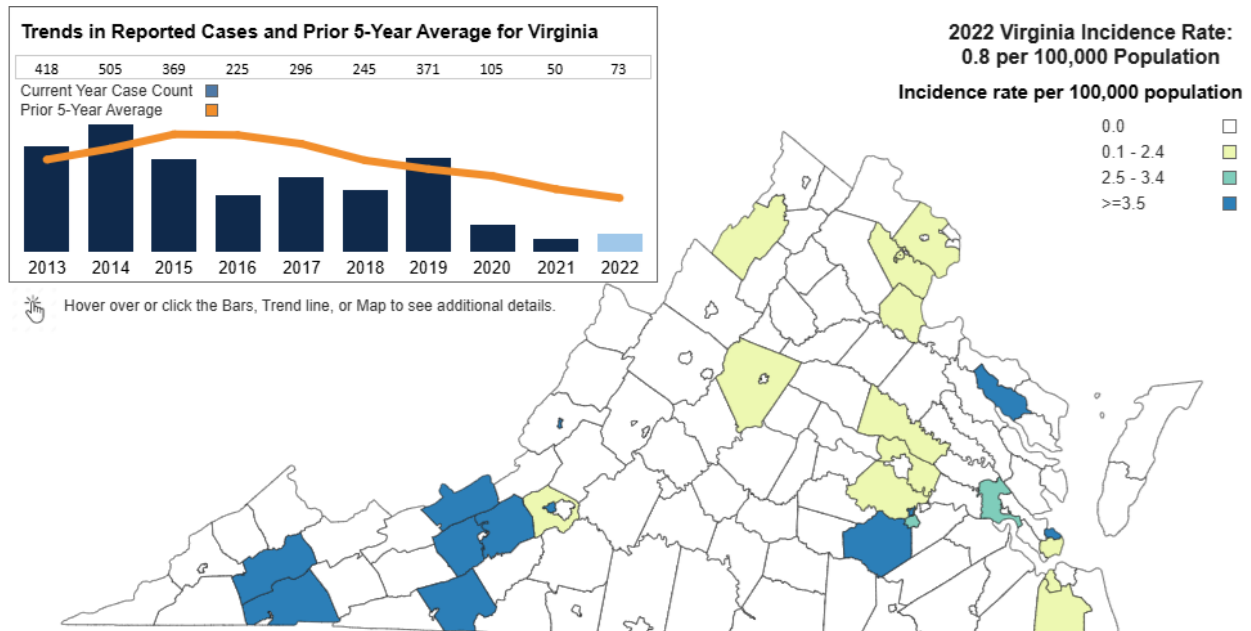 Trends in Reported Cases and Prior 5-Year Average for Virginia
418 505 369 225 296 245 371 105 50 73
Current Year Case Count
Prior 5-Year Average
2013 2014 2015 2016 2017 2018 2019 2020 2021 2022
Hover over or click the Bars, Trend line, or Map to see additional details.
2022 Virginia Incidence Rate:
0.8 per 100,000 Population
Incidence rate per 100,000 population
0.0
0.1 - 2.4
2.5 - 3.4
>=3.5